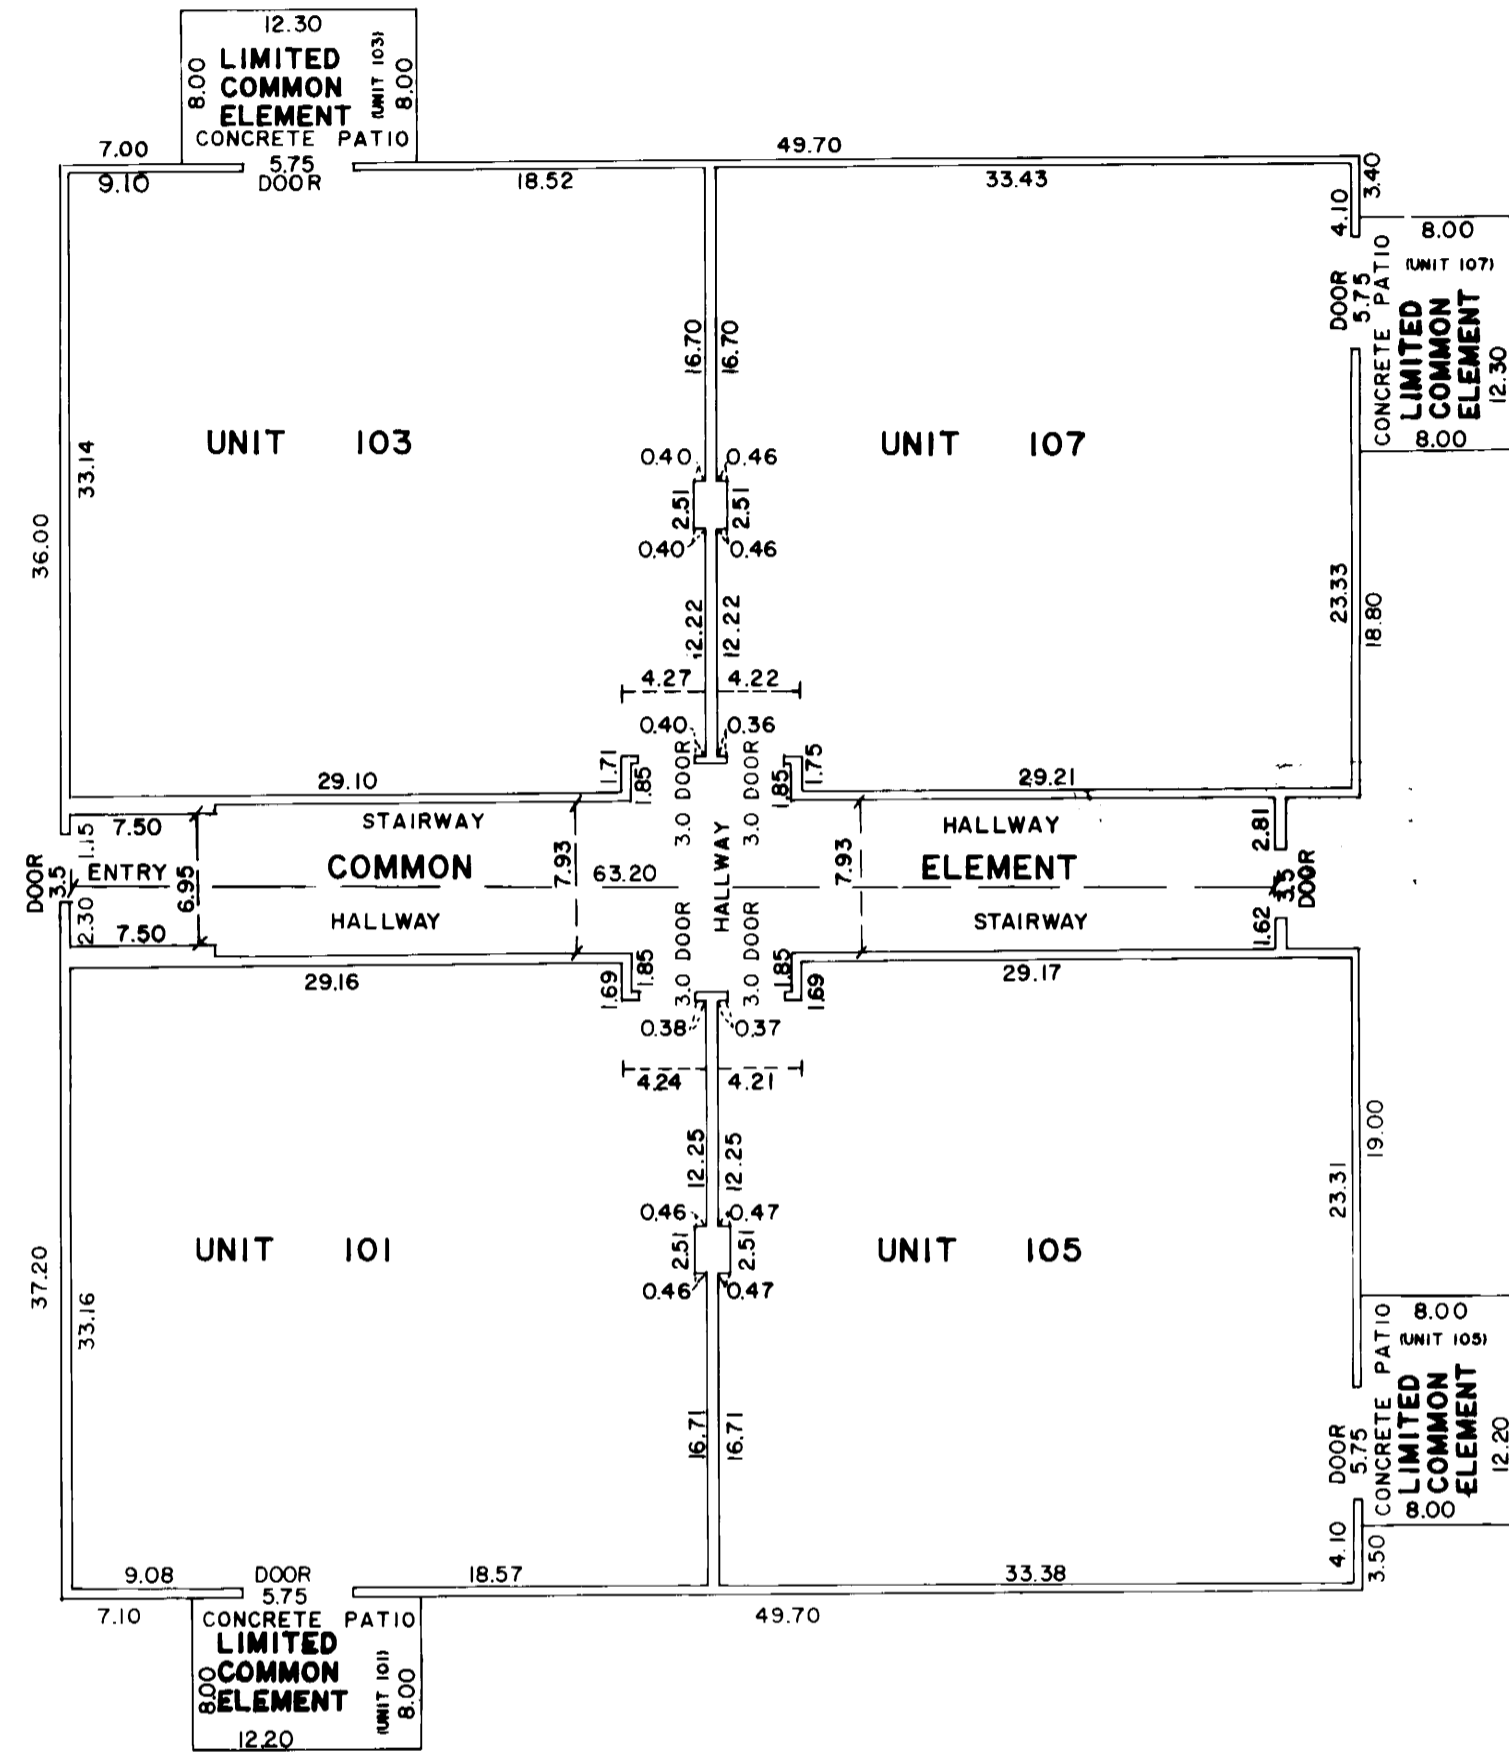 12.30
8.00
LIMITED
COMMON
ELEMENT
(UNIT 103)
8.00
CONCRETE PATIO
7.00
9.10
5.75
DOOR
18.52
49.70
33.43
3.40
4.10
8.00
(UNIT 107)
DOOR
5.75
CONCRETE PATIO
LIMITED
COMMON
ELEMENT
12.30
8.00
16.70
16.70
UNIT 103
UNIT 107
33.14
36.00
0.40
0.46
2.51
2.51
0.40
0.46
12.22
12.22
23.33
18.80
4.27
4.22
0.40
0.36
1.71
1.85
3.0 DOOR
3.0 DOOR
1.85
1.75
29.10
29.21
7.50
STAIRWAY
HALLWAY
2.81
1.15
DOOR
3.5
ENTRY
6.95
COMMON
7.93
63.20
HALLWAY
7.93
ELEMENT
3.5
DOOR
2.30
7.50
HALLWAY
STAIRWAY
1.62
3.0 DOOR
3.0 DOOR
29.16
1.69
1.85
1.85
1.69
29.17
0.38
0.37
4.24
4.21
12.25
12.25
19.00
23.31
0.46
0.47
2.51
2.51
0.46
0.47
UNIT 101
UNIT 105
37.20
33.16
8.00
(UNIT 105)
CONCRETE PATIO
LIMITED
COMMON
ELEMENT
12.20
8.00
DOOR
5.75
16.71
16.71
4.10
3.50
9.08
DOOR
5.75
18.57
33.38
7.10
49.70
CONCRETE PATIO
LIMITED
COMMON
ELEMENT
8.00
(UNIT 101)
8.00
12.20